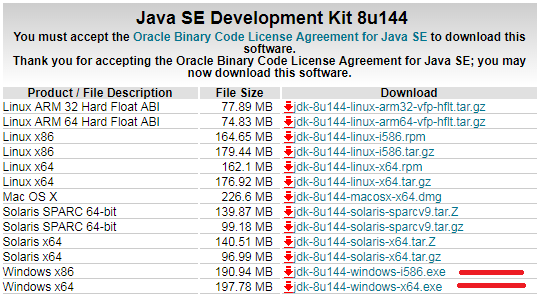 Java SE Development Kit 8u144
You must accept the Oracle Binary Code License Agreement for Java SE to download this
software.
Thank you for accepting the Oracle Binary Code License Agreement for Java SE; you may
now download this software.
Product / File Description File Size Download
Linux ARM 32 Hard Float ABI 77.89 MB jdk-8u144-linux-arm32-vfp-hflt.tar.gz
Linux ARM 64 Hard Float ABI 74.83 MB jdk-8u144-linux-arm64-vfp-hflt.tar.gz
Linux x86 164.65 MB jdk-8u144-linux-i586.rpm
Linux x86 179.44 MB jdk-8u144-linux-i586.tar.gz
Linux x64 162.1 MB jdk-8u144-linux-x64.rpm
Linux x64 176.92 MB jdk-8u144-linux-x64.tar.gz
Mac OS X 226.6 MB jdk-8u144-macosx-x64.dmg
Solaris SPARC 64-bit 139.87 MB jdk-8u144-solaris-sparcv9.tar.Z
Solaris SPARC 64-bit 99.18 MB jdk-8u144-solaris-sparcv9.tar.gz
Solaris x64 140.51 MB jdk-8u144-solaris-x64.tar.Z
Solaris x64 96.99 MB jdk-8u144-solaris-x64.tar.gz
Windows x86 190.94 MB jdk-8u144-windows-i586.exe
Windows x64 197.78 MB jdk-8u144-windows-x64.exe